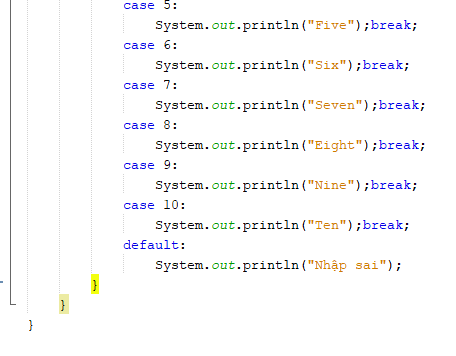 case 5:
System.out.println("Five");break;
case 6:
System.out.println("Six");break;
case 7:
System.out.println("Seven");break;
case 8:
System.out.println("Eight");break;
case 9:
System.out.println("Nine");break;
case 10:
System.out.println("Ten");break;
default:
System.out.println("Nhập sai");
}
}
}